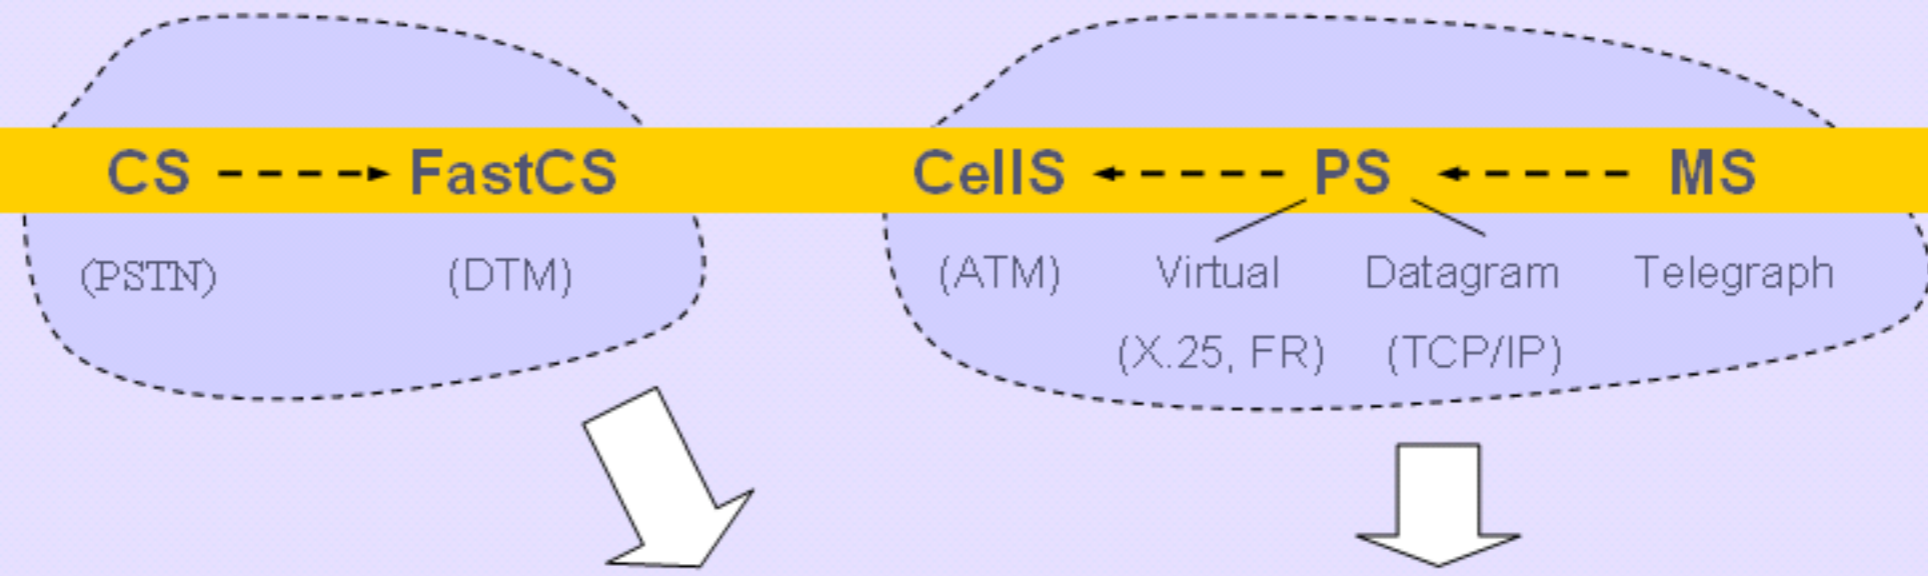 CS FastCS CellS PS MS
(PSTN) (DTM) (ATM) Virtual Datagram Telegraph
(X.25, FR) (TCP/IP)